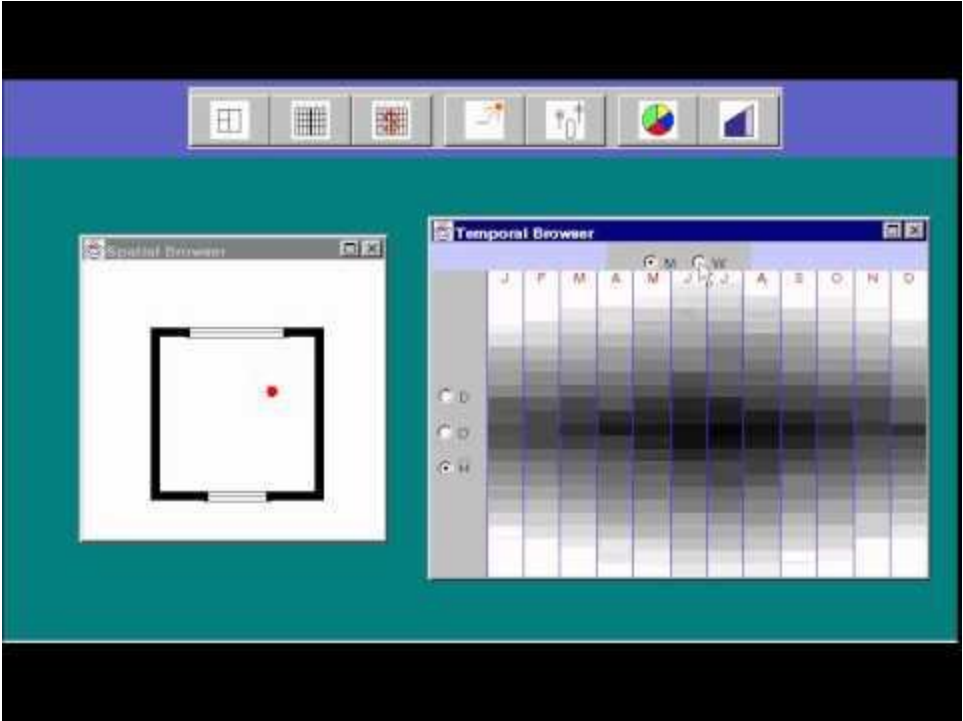 Spatial Browser
Temporal Browser
M W
J F M A M J J A S O N D
D
O
H